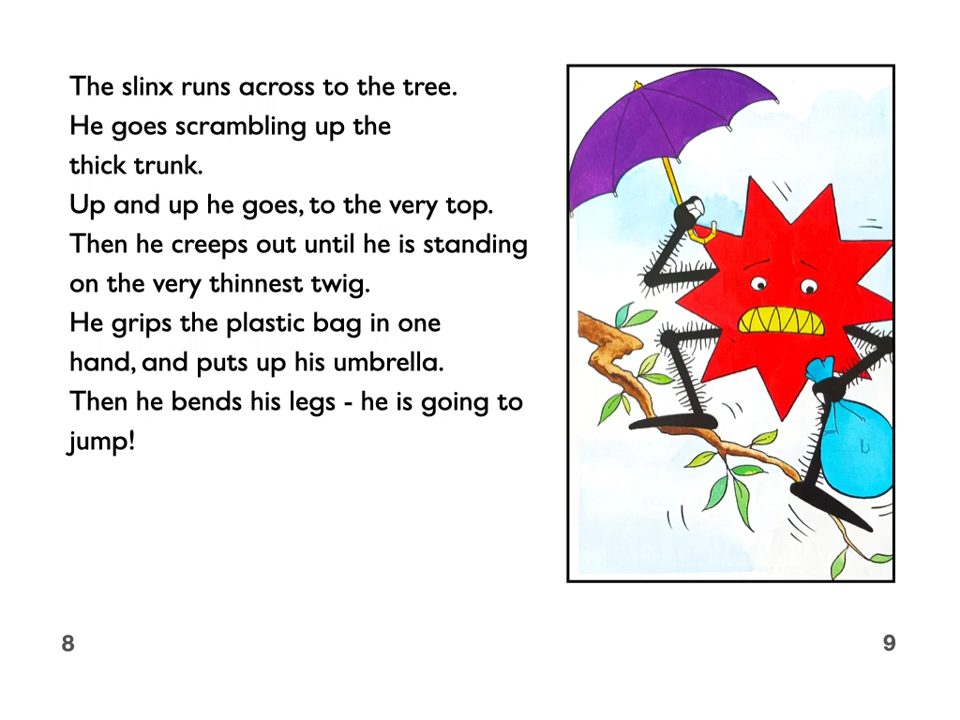 The slinx runs across to the tree.
He goes scrambling up the
thick trunk.
Up and up he goes, to the very top.
Then he creeps out until he is standing
on the very thinnest twig.
He grips the plastic bag in one
hand, and puts up his umbrella.
Then he bends his legs - he is going to
jump!
8
9